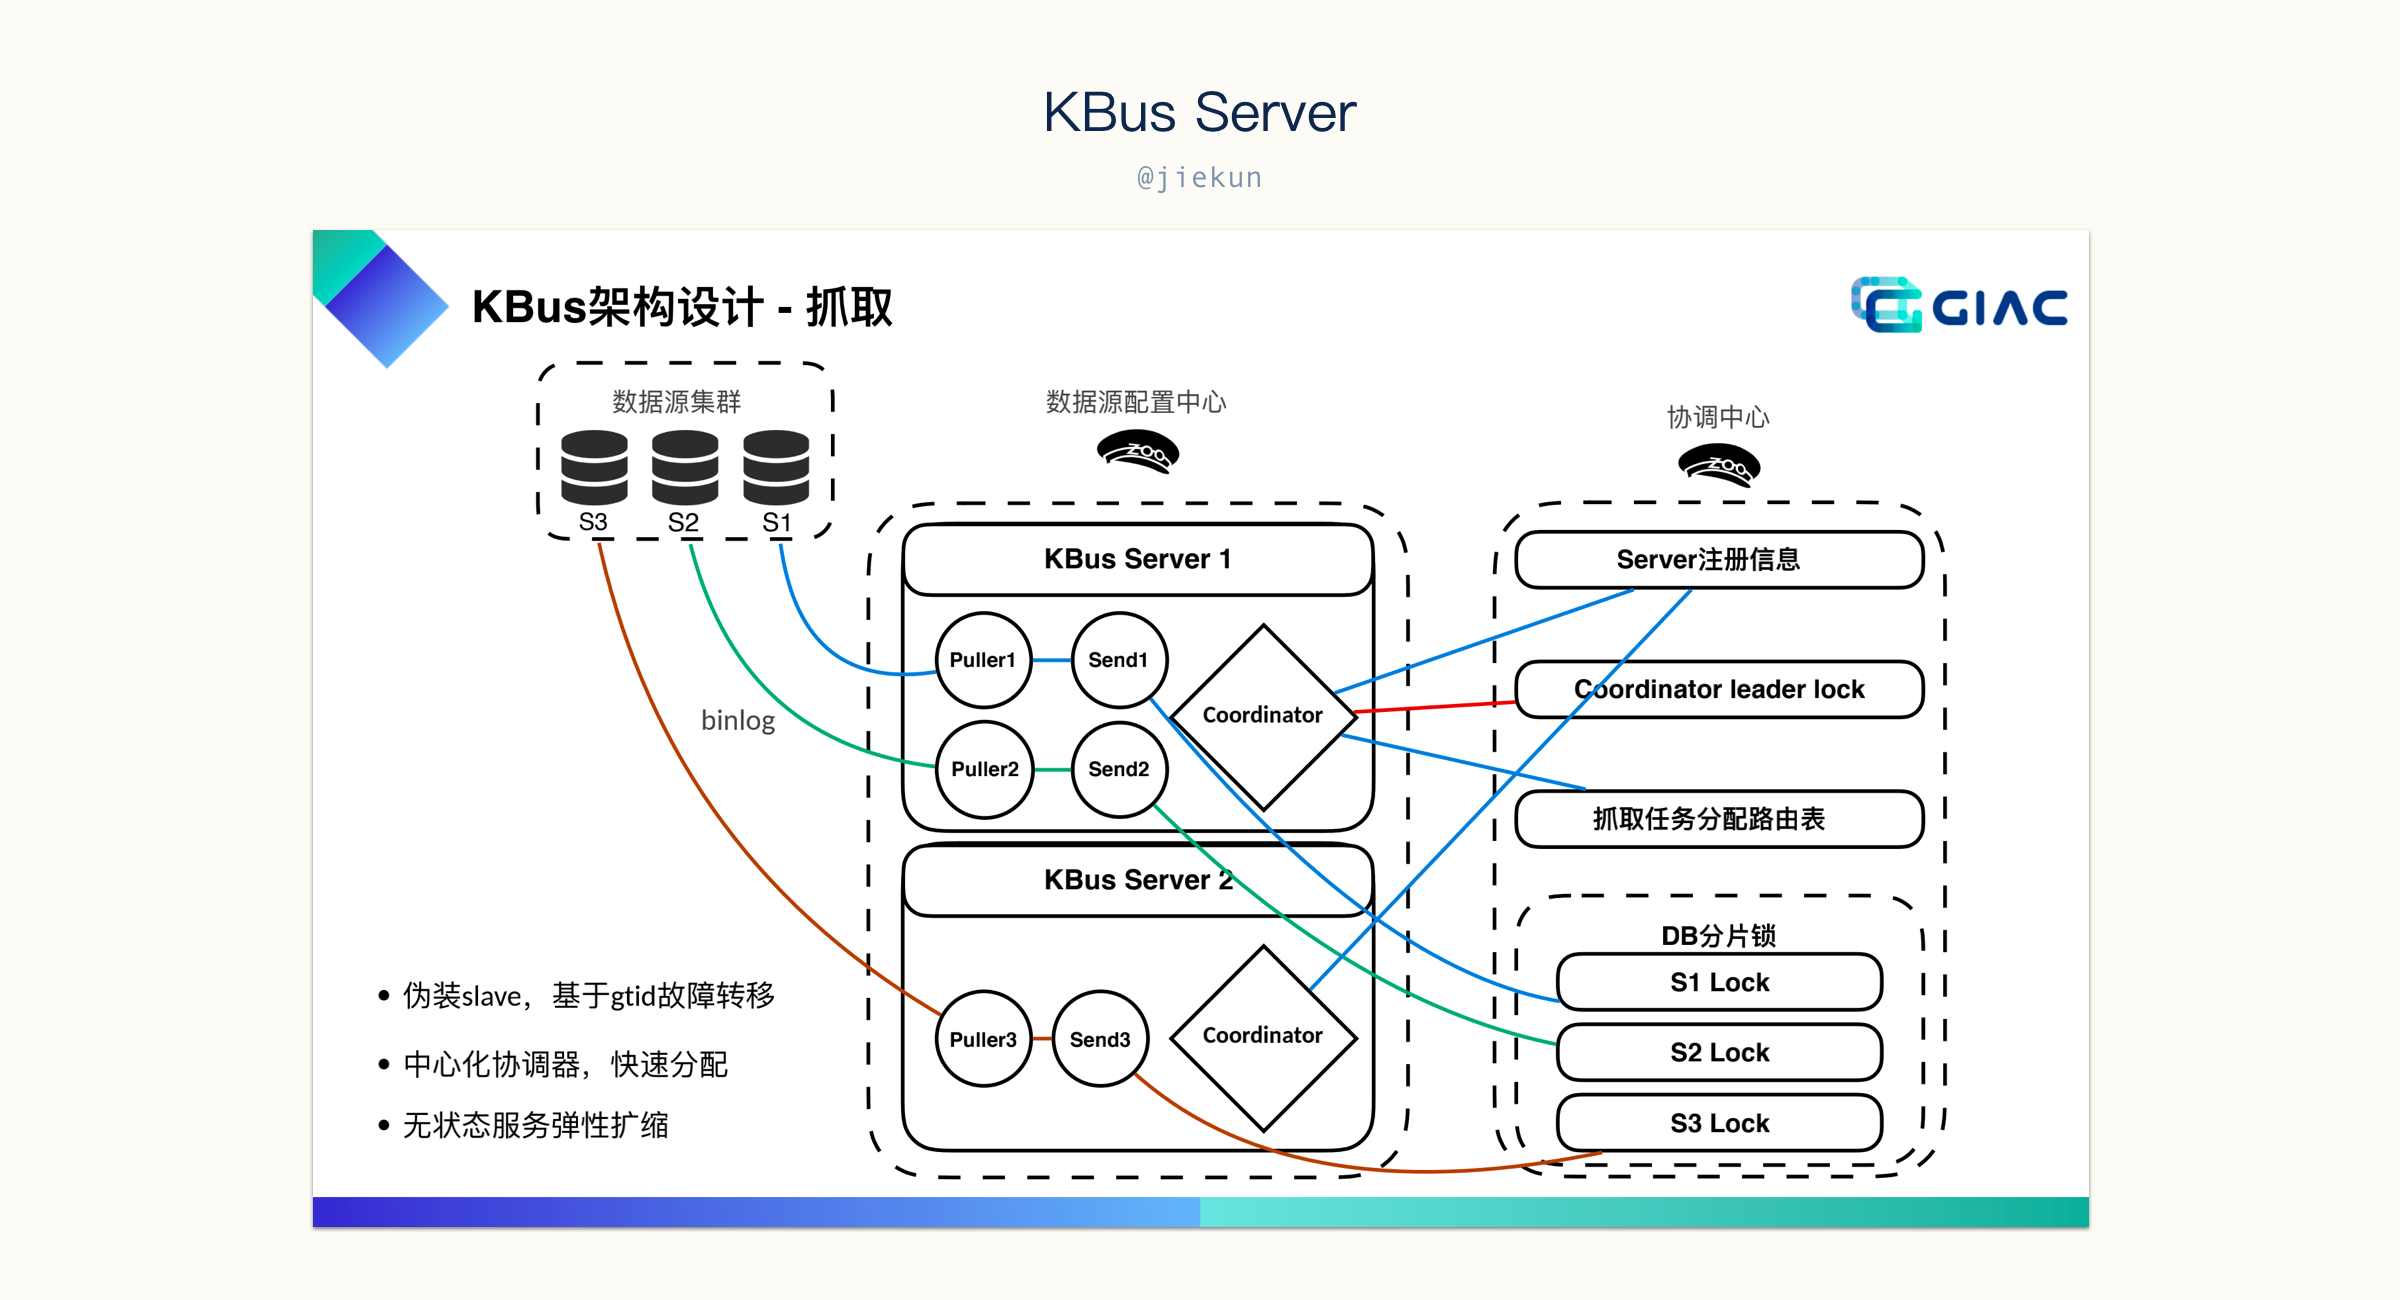 KBus Server
@jiekun
KBus架构设计 - 抓取
GIAC
数据源集群
S3
S2
S1
数据源配置中心
ZOO
协调中心
ZOO
KBus Server 1
Puller1
Send1
Puller2
Send2
Coordinator
KBus Server 2
Puller3
Send3
Coordinator
Server注册信息
Coordinator leader lock
抓取任务分配路由表
DB分片锁
S1 Lock
S2 Lock
S3 Lock
binlog
伪装slave，基于gtid故障转移
中心化协调器，快速分配
无状态服务弹性扩缩